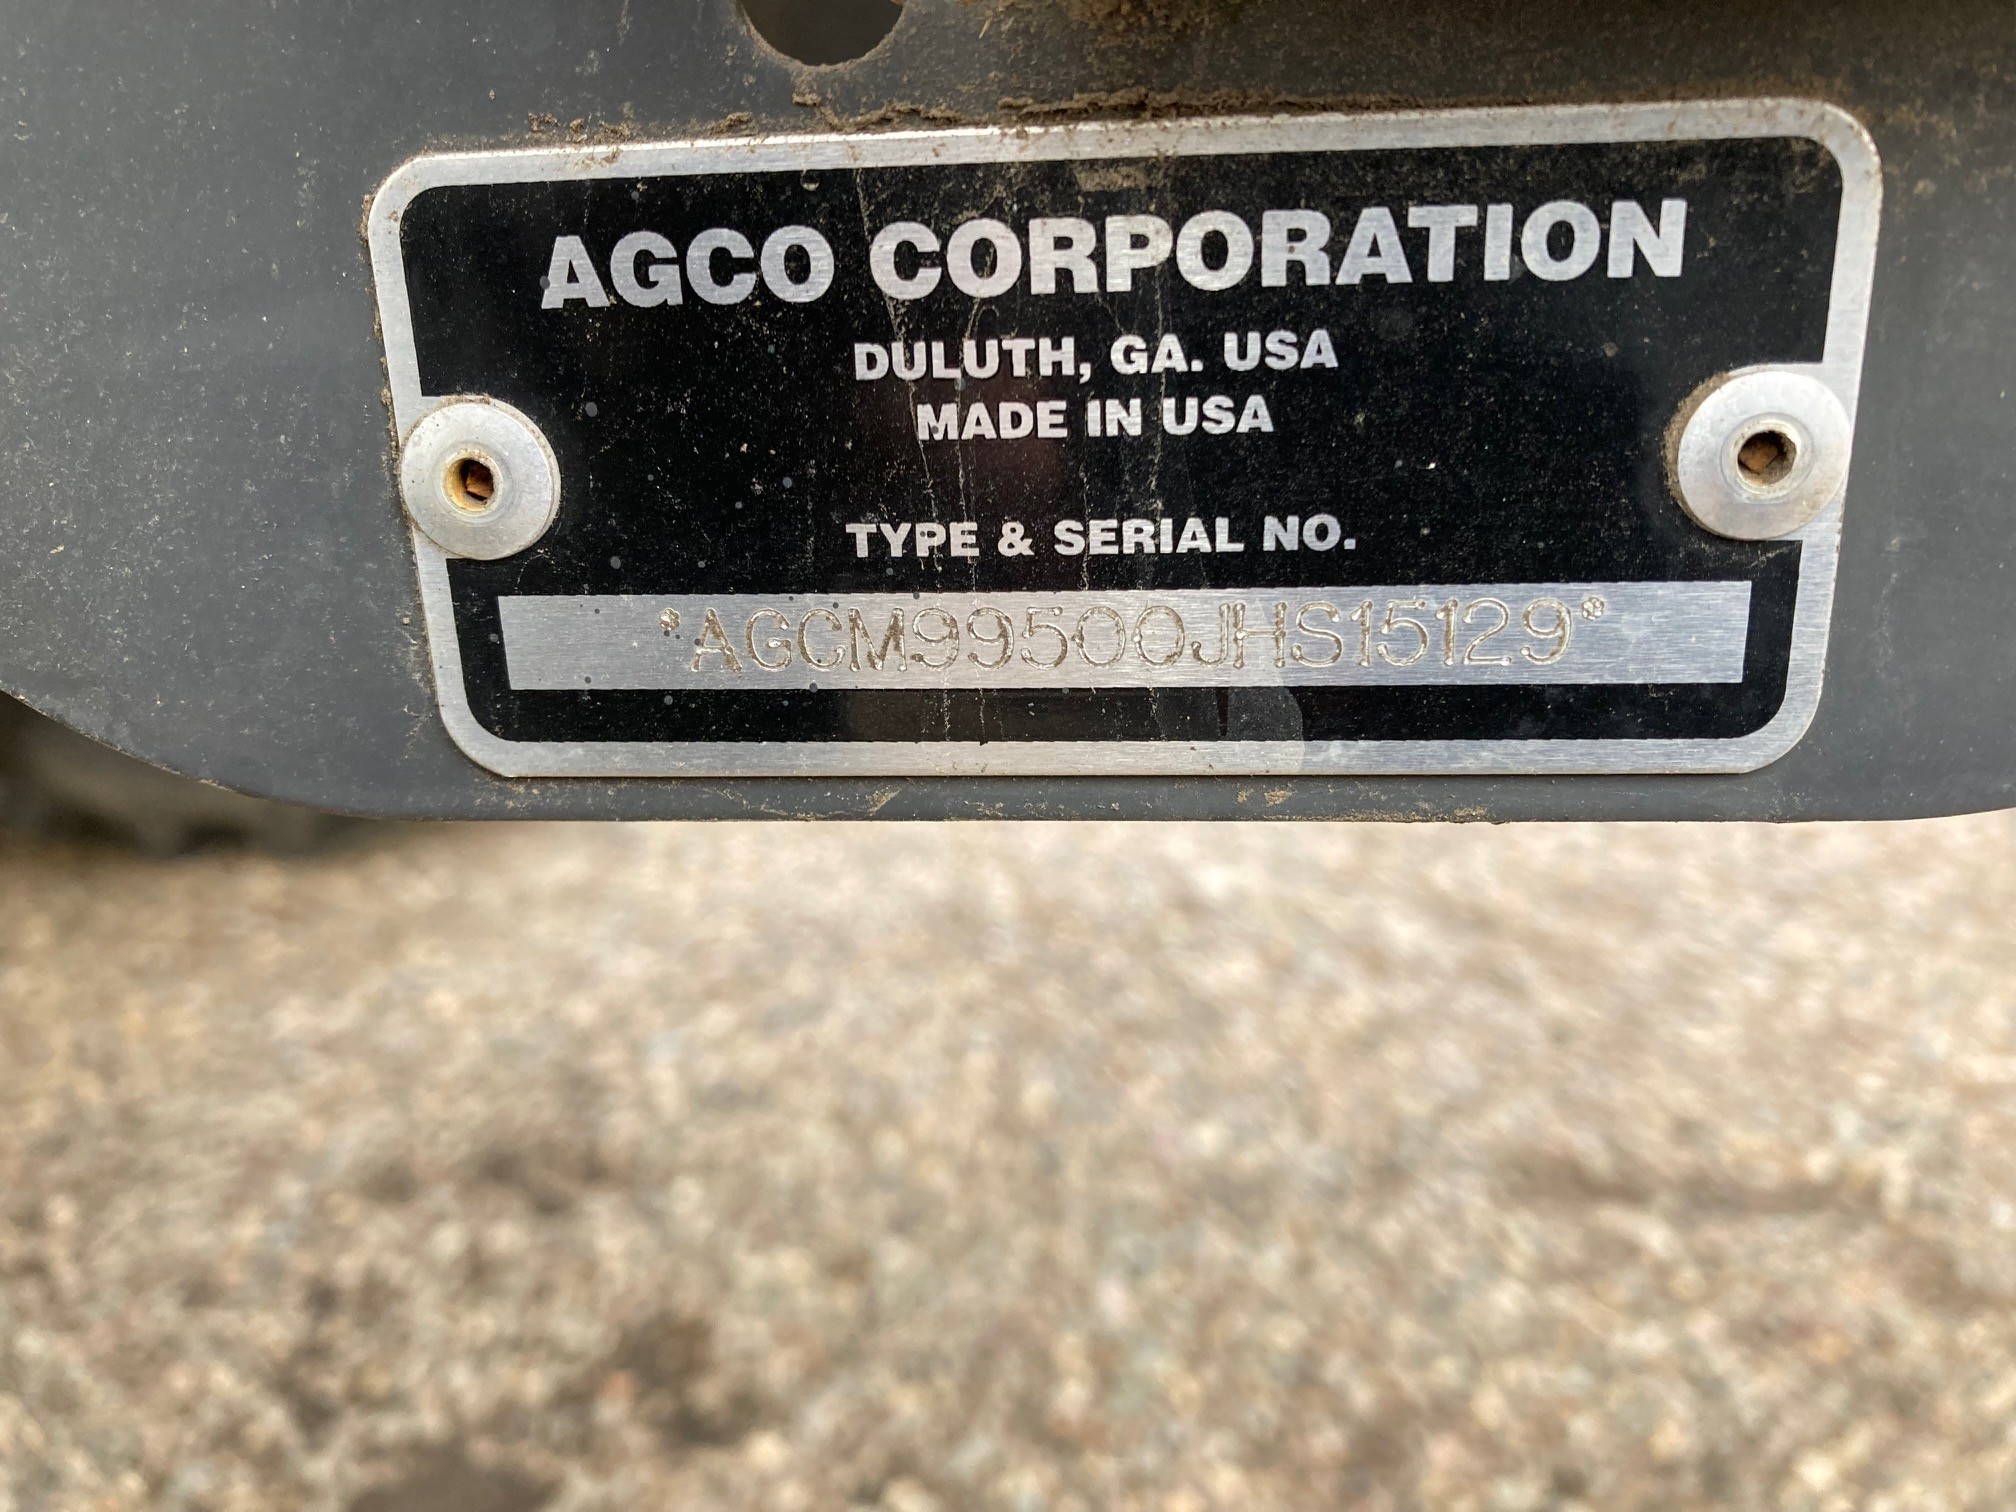 AGCO CORPORATION
DULUTH, GA. USA
MADE IN USA
TYPE & SERIAL NO.
*AGCM99500JHS15129*